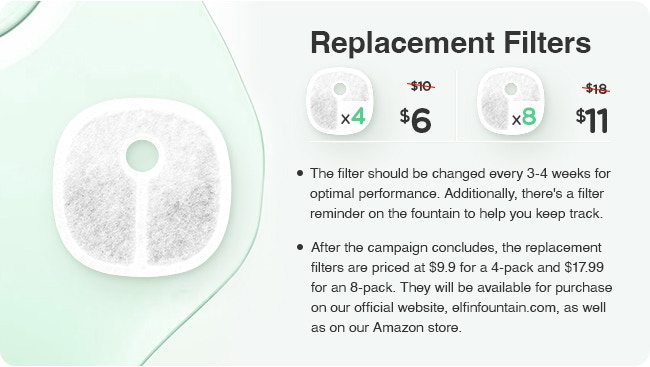 Replacement Filters
x4
$10
$6
x8
$18
$11
• The filter should be changed every 3-4 weeks for
optimal performance. Additionally, there's a filter
reminder on the fountain to help you keep track.
• After the campaign concludes, the replacement
filters are priced at $9.9 for a 4-pack and $17.99
for an 8-pack. They will be available for purchase
on our official website, elfinfountain.com, as well
as on our Amazon store.